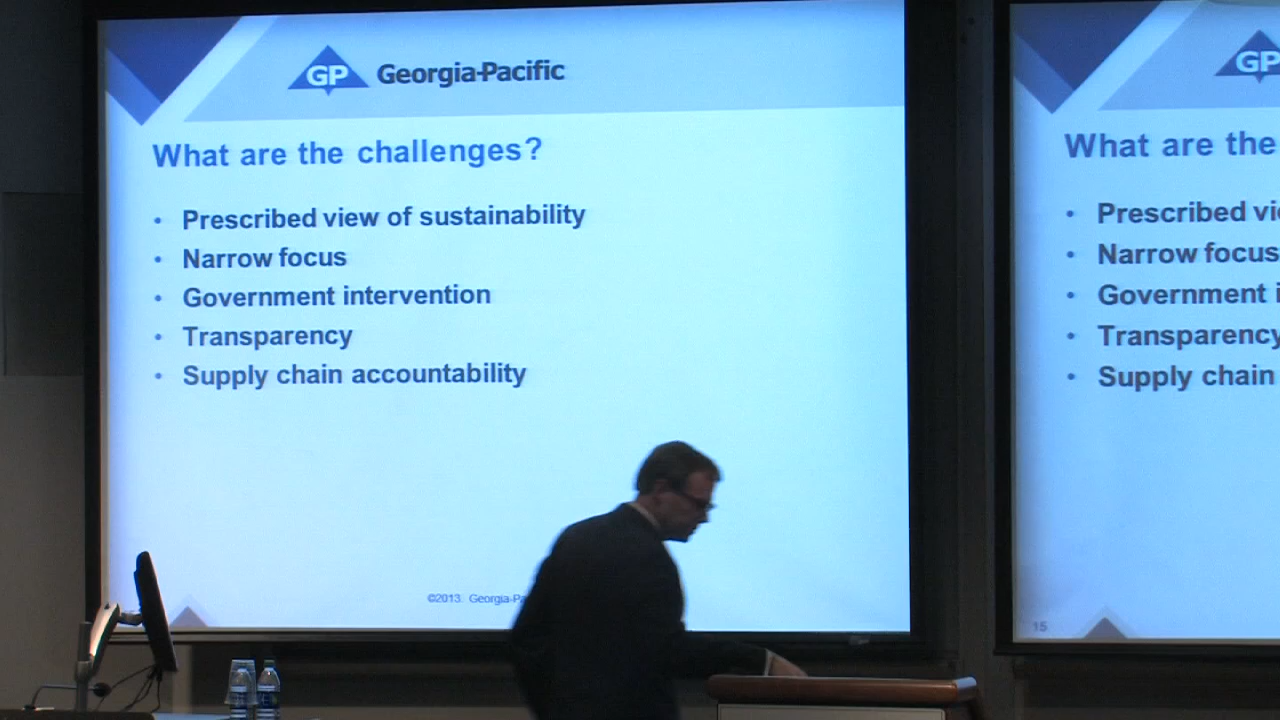 GP Georgia-Pacific
What are the challenges?
• Prescribed view of sustainability
• Narrow focus
• Government intervention
• Transparency
• Supply chain accountability
©2013. Georgia-Pa
GP
What are the
• Prescribed vi
• Narrow focus
• Government i
• Transparency
• Supply chain
15